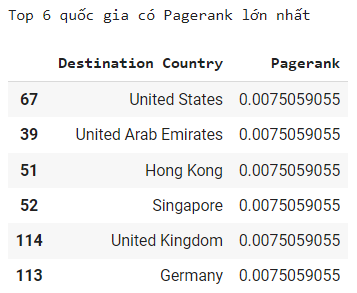 Top 6 quốc gia có Pagerank lớn nhất
Destination Country Pagerank
67 United States 0.0075059055
39 United Arab Emirates 0.0075059055
51 Hong Kong 0.0075059055
52 Singapore 0.0075059055
114 United Kingdom 0.0075059055
113 Germany 0.0075059055